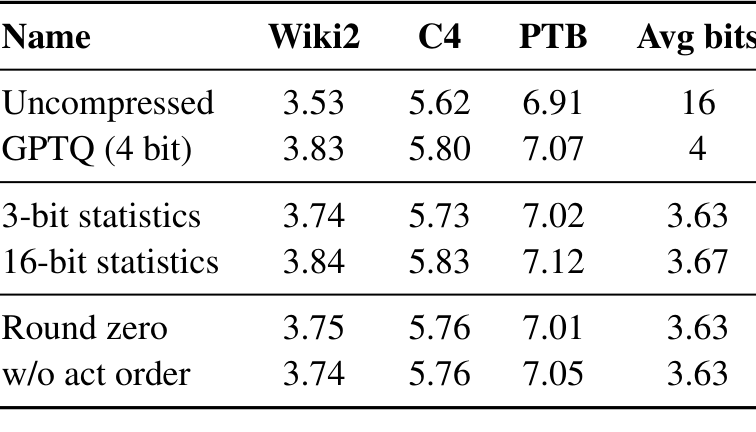 Name Wiki2 C4 PTB Avg bits
Uncompressed 3.53 5.62 6.91 16
GPTQ (4 bit) 3.83 5.80 7.07 4
3-bit statistics 3.74 5.73 7.02 3.63
16-bit statistics 3.84 5.83 7.12 3.67
Round zero 3.75 5.76 7.01 3.63
w/o act order 3.74 5.76 7.05 3.63